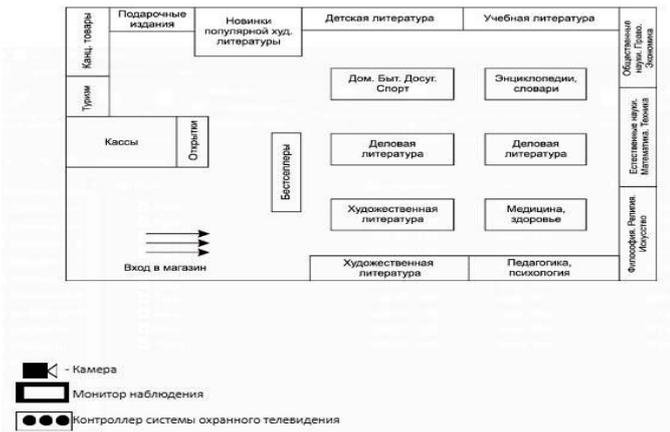 Канц. товары
Туризм
Подарочные
издания
Новинки
популярной худ.
литературы
Детская литература
Учебная литература
Общественные
науки. Право.
Экономика
Дом. Быт. Досуг.
Спорт
Энциклопедии,
словари
Кассы
Открытки
Бестселлеры
Деловая
литература
Деловая
литература
Естественные науки.
Математика. Техника
Художественная
литература
Медицина,
здоровье
Философия. Религия.
Искусство
Вход в магазин
Художественная
литература
Педагогика,
психология
- Камера
Монитор наблюдения
Контроллер системы охранного телевидения